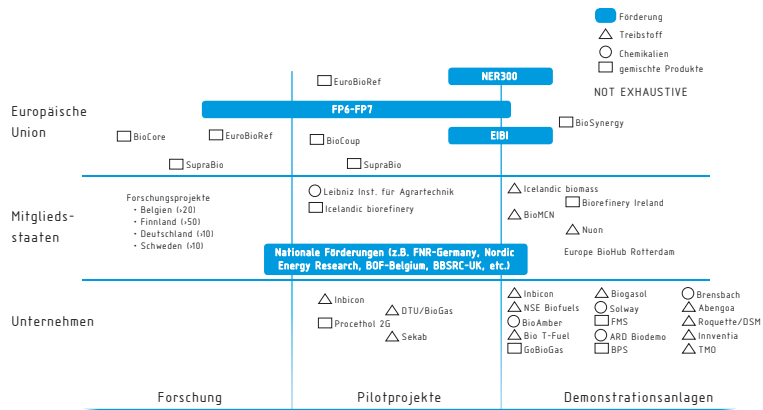 Förderung
Treibstoff
Chemikalien
gemischte Produkte
NOT EXHAUSTIVE
Europäische
Union
EuroBioRef
NER300
FP6-FP7
BioCore
EuroBioRef
BioCoup
EIBI
BioSynergy
SupraBio
SupraBio
Mitglieds-
staaten
Forschungsprojekte
• Belgien (>20)
• Finnland (>50)
• Deutschland (>10)
• Schweden (>10)
Leibniz Inst. für Agrartechnik
Icelandic biorefinery
Icelandic biomass
Biorefinery Ireland
BioMCN
Nuon
Europe BioHub Rotterdam
Nationale Förderungen (z.B. FNR-Germany, Nordic
Energy Research, BOF-Belgium, BBSRC-UK, etc.)
Unternehmen
Inbicon
DTU/BioGas
Procethol 2G
Sekab
Inbicon
NSE Biofuels
BioAmber
Bio T-Fuel
GoBioGas
Biogasol
Solway
FMS
ARD Biodemo
BPS
Brensbach
Abengoa
Roquette/DSM
Innventia
TMO
Forschung
Pilotprojekte
Demonstrationsanlagen